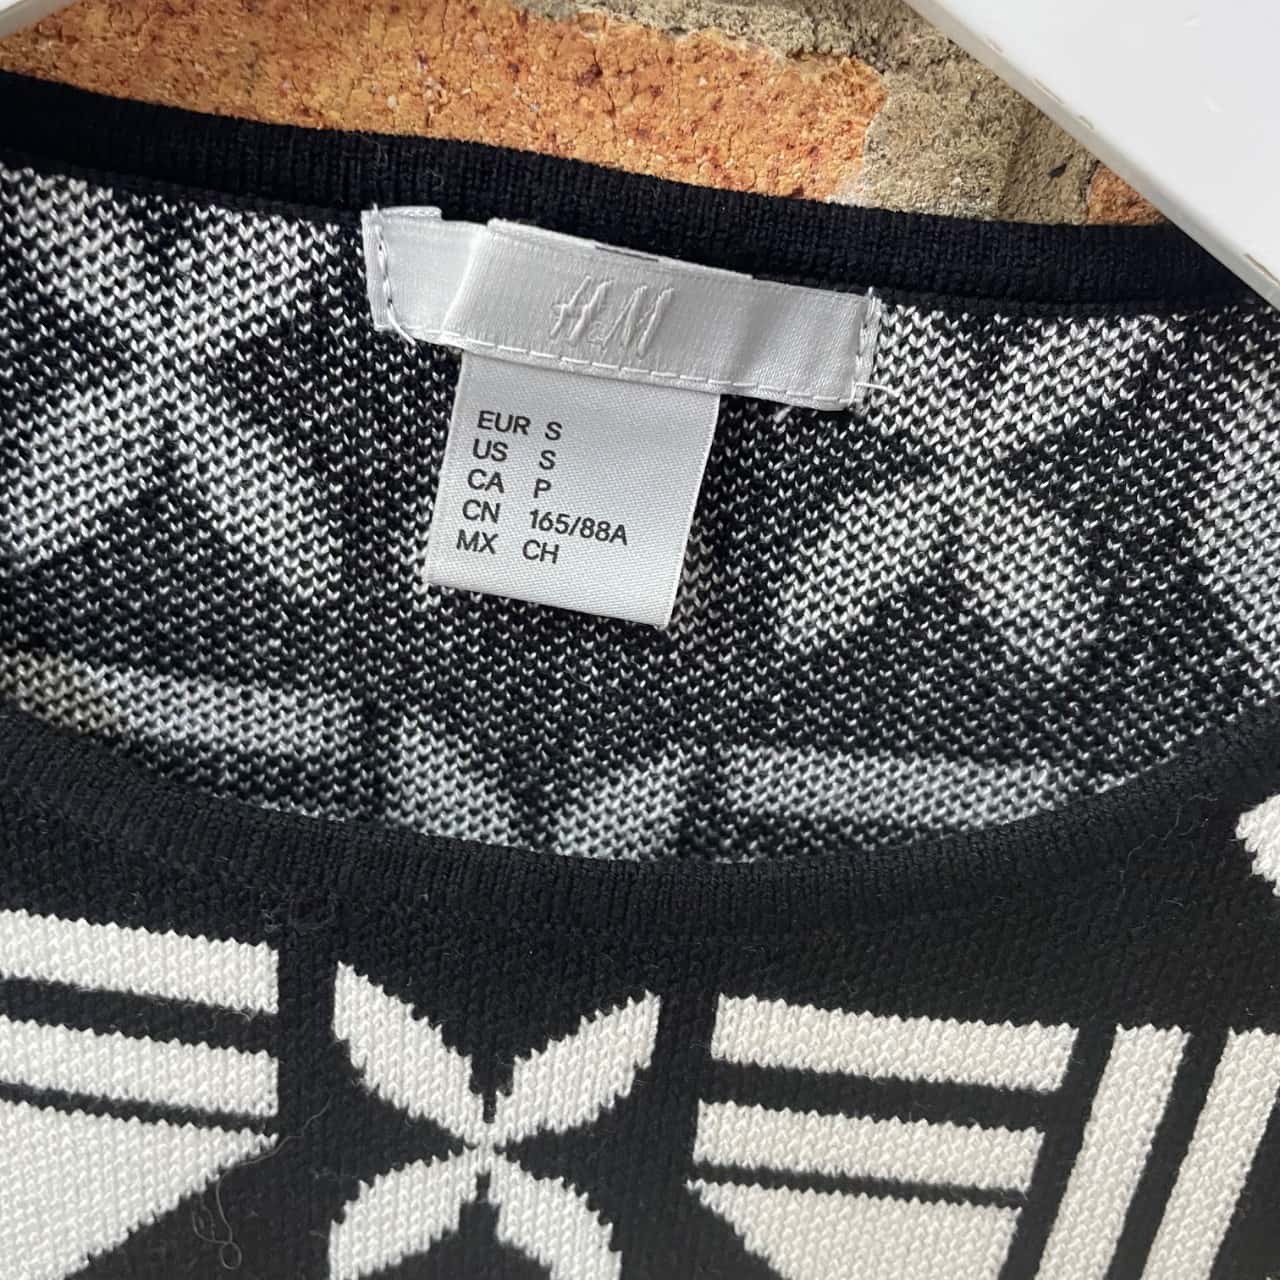 H&M
EUR S
US S
CA P
CN 165/88A
MX CH